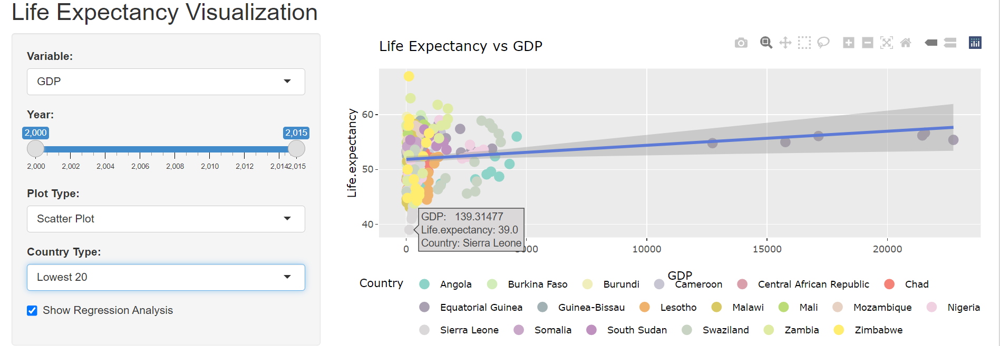 Life Expectancy Visualization
Variable:
GDP
Year:
2,000 2,015
2,000 2,002 2,004 2,006 2,008 2,010 2,012 2,014 2,015
Plot Type:
Scatter Plot
Country Type:
Lowest 20
Show Regression Analysis
Life Expectancy vs GDP
Life.expectancy
60
50
40
GDP: 139.31477
Life.expectancy: 39.0
Country: Sierra Leone
0 10000 15000 20000
GDP
Country Angola Burkina Faso Burundi Cameroon Central African Republic Chad
Equatorial Guinea Guinea-Bissau Lesotho Malawi Mali Mozambique Nigeria
Sierra Leone Somalia South Sudan Swaziland Zambia Zimbabwe